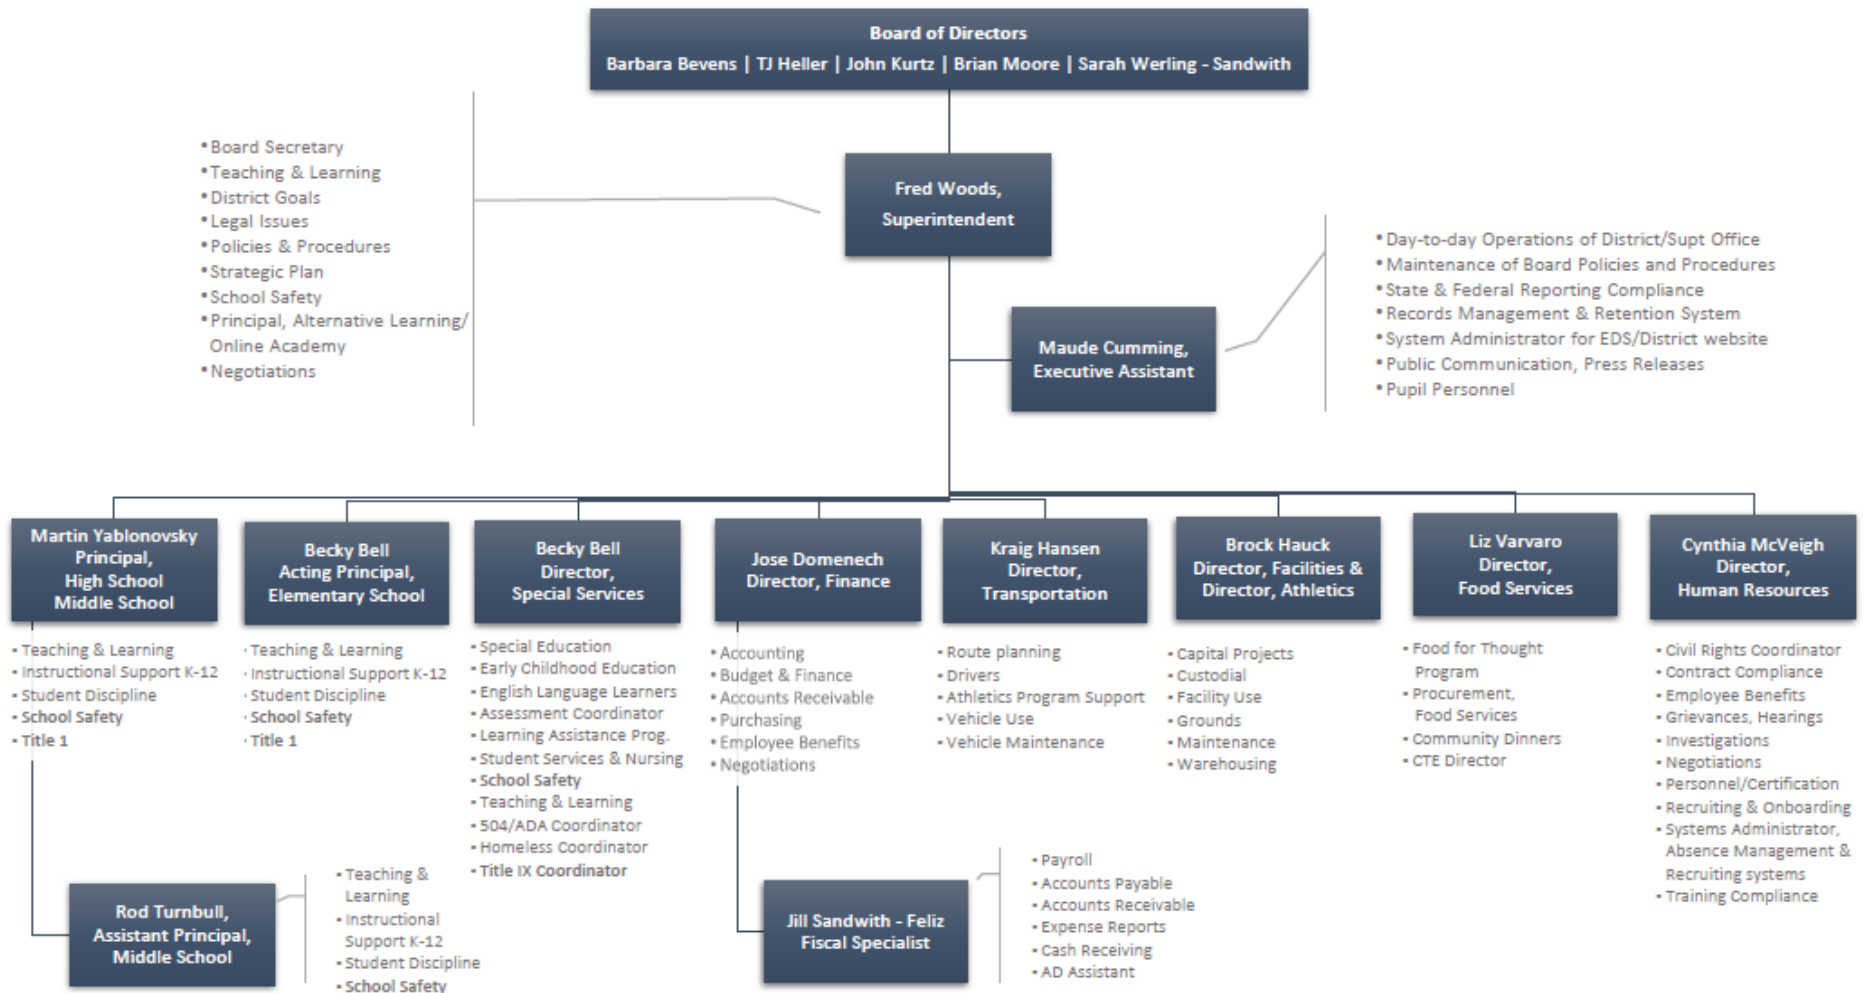 Board of Directors
Barbara Bevens | TJ Heller | John Kurtz | Brian Moore | Sarah Werling - Sandwith
• Board Secretary
• Teaching & Learning
• District Goals
• Legal Issues
• Policies & Procedures
• Strategic Plan
• School Safety
• Principal, Alternative Learning/
Online Academy
• Negotiations
Fred Woods,
Superintendent
Maude Cumming,
Executive Assistant
• Day-to-day Operations of District/Supt Office
• Maintenance of Board Policies and Procedures
• State & Federal Reporting Compliance
• Records Management & Retention System
• System Administrator for EDS/District website
• Public Communication, Press Releases
• Pupil Personnel
Martin Yablonovsky
Principal,
High School
Middle School
▪ Teaching & Learning
▪ Instructional Support K-12
▪ Student Discipline
▪ School Safety
▪ Title 1
Becky Bell
Acting Principal,
Elementary School
· Teaching & Learning
· Instructional Support K-12
· Student Discipline
· School Safety
· Title 1
Becky Bell
Director,
Special Services
▪ Special Education
▪ Early Childhood Education
▪ English Language Learners
▪ Assessment Coordinator
▪ Learning Assistance Prog.
▪ Student Services & Nursing
▪ School Safety
▪ Teaching & Learning
▪ 504/ADA Coordinator
▪ Homeless Coordinator
▪ Title IX Coordinator
Jose Domenech
Director, Finance
▪ Accounting
▪ Budget & Finance
▪ Accounts Receivable
▪ Purchasing
▪ Employee Benefits
▪ Negotiations
Kraig Hansen
Director,
Transportation
▪ Route planning
▪ Drivers
▪ Athletics Program Support
▪ Vehicle Use
▪ Vehicle Maintenance
Brock Hauck
Director, Facilities &
Director, Athletics
▪ Capital Projects
▪ Custodial
▪ Facility Use
▪ Grounds
▪ Maintenance
▪ Warehousing
Liz Varvaro
Director,
Food Services
▪ Food for Thought
Program
▪ Procurement,
Food Services
▪ Community Dinners
▪ CTE Director
Cynthia McVeigh
Director,
Human Resources
▪ Civil Rights Coordinator
▪ Contract Compliance
▪ Employee Benefits
▪ Grievances, Hearings
▪ Investigations
▪ Negotiations
▪ Personnel/Certification
▪ Recruiting & Onboarding
▪ Systems Administrator,
Absence Management &
Recruiting systems
▪ Training Compliance
Rod Turnbull,
Assistant Principal,
Middle School
▪ Teaching &
Learning
▪ Instructional
Support K-12
▪ Student Discipline
▪ School Safety
Jill Sandwith - Feliz
Fiscal Specialist
▪ Payroll
▪ Accounts Payable
▪ Accounts Receivable
▪ Expense Reports
▪ Cash Receiving
▪ AD Assistant